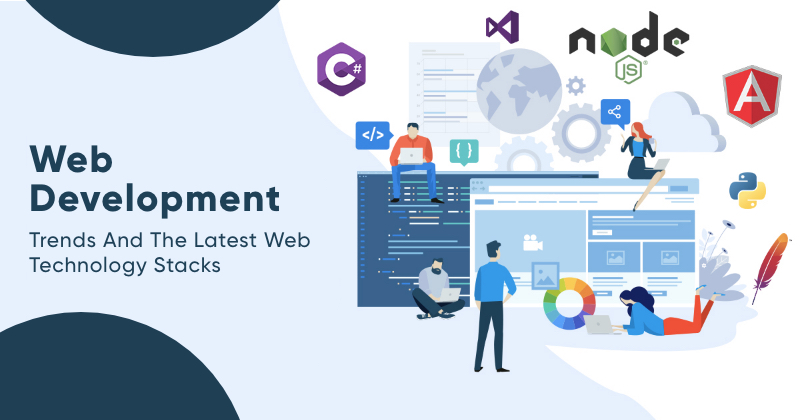 Web
Development
Trends And The Latest Web
Technology Stacks
C#
node
JS
®
A
</>
{}